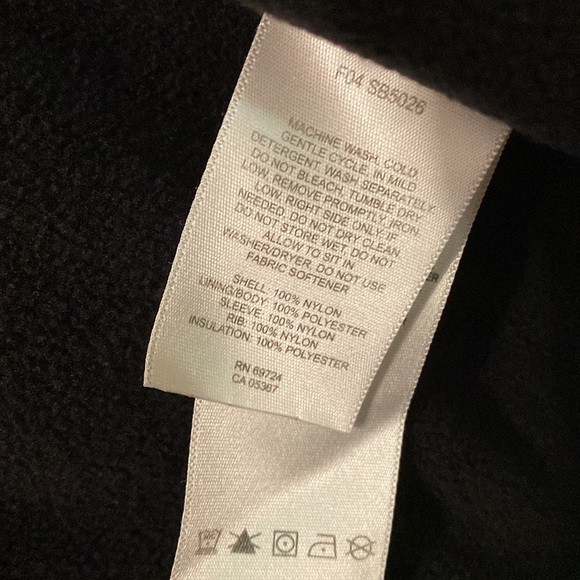 F04 SB5026
MACHINE WASH, COLD,
GENTLE CYCLE, IN MILD
DETERGENT. WASH SEPARATELY.
DO NOT BLEACH, TUMBLE DRY
LOW, REMOVE PROMPTLY, IRON
LOW, RIGHT SIDE ONLY, IF
NEEDED. DO NOT DRY CLEAN.
DO NOT STORE WET DO NOT
ALLOW TO SIT IN
WASHER/DRYER. DO NOT USE
FABRIC SOFTENER
SHELL: 100% NYLON
LINING/BODY: 100% POLYESTER
SLEEVE: 100% NYLON
RIB: 100% NYLON
INSULATION: 100% POLYESTER
RN 69724
CA 05367
ER